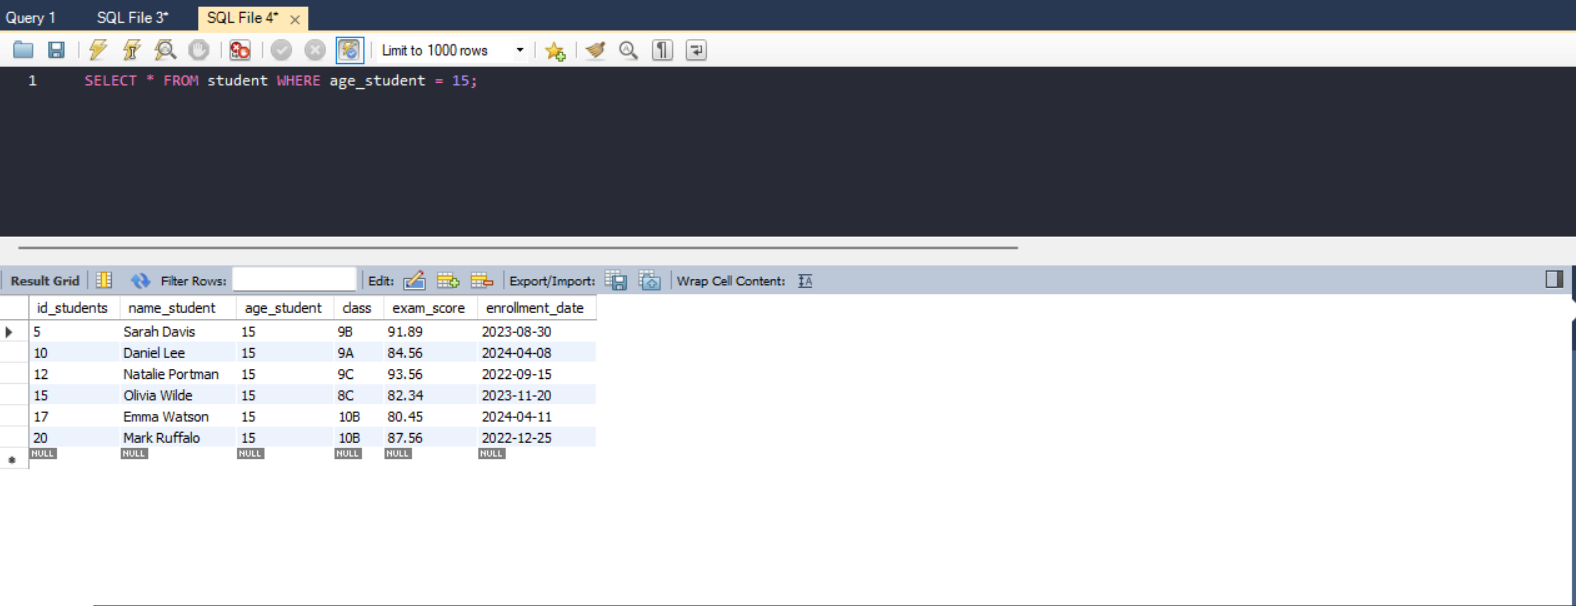 Query 1 SQL File 3* SQL File 4* ×
Limit to 1000 rows
1 SELECT * FROM student WHERE age_student = 15;
Result Grid Filter Rows: Edit: Export/Import: Wrap Cell Content:
id_students name_student age_student class exam_score enrollment_date
5 Sarah Davis 15 9B 91.89 2023-08-30
10 Daniel Lee 15 9A 84.56 2024-04-08
12 Natalie Portman 15 9C 93.56 2022-09-15
15 Olivia Wilde 15 8C 82.34 2023-11-20
17 Emma Watson 15 10B 80.45 2024-04-11
20 Mark Ruffalo 15 10B 87.56 2022-12-25
NULL NULL NULL NULL NULL NULL